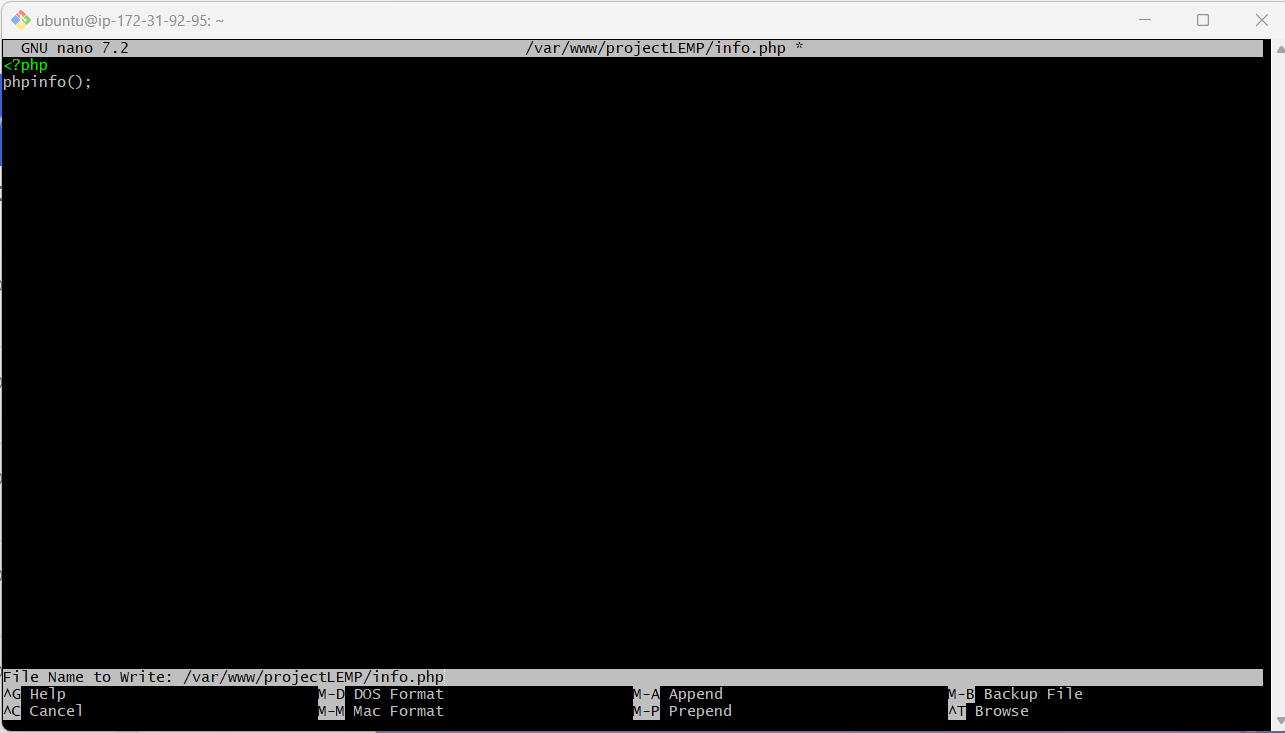 ubuntu@ip-172-31-92-95: ~
GNU nano 7.2 /var/www/projectLEMP/info.php *
<?php
phpinfo();
File Name to Write: /var/www/projectLEMP/info.php
^G Help M-D DOS Format M-A Append M-B Backup File
^C Cancel M-M Mac Format M-P Prepend ^T Browse